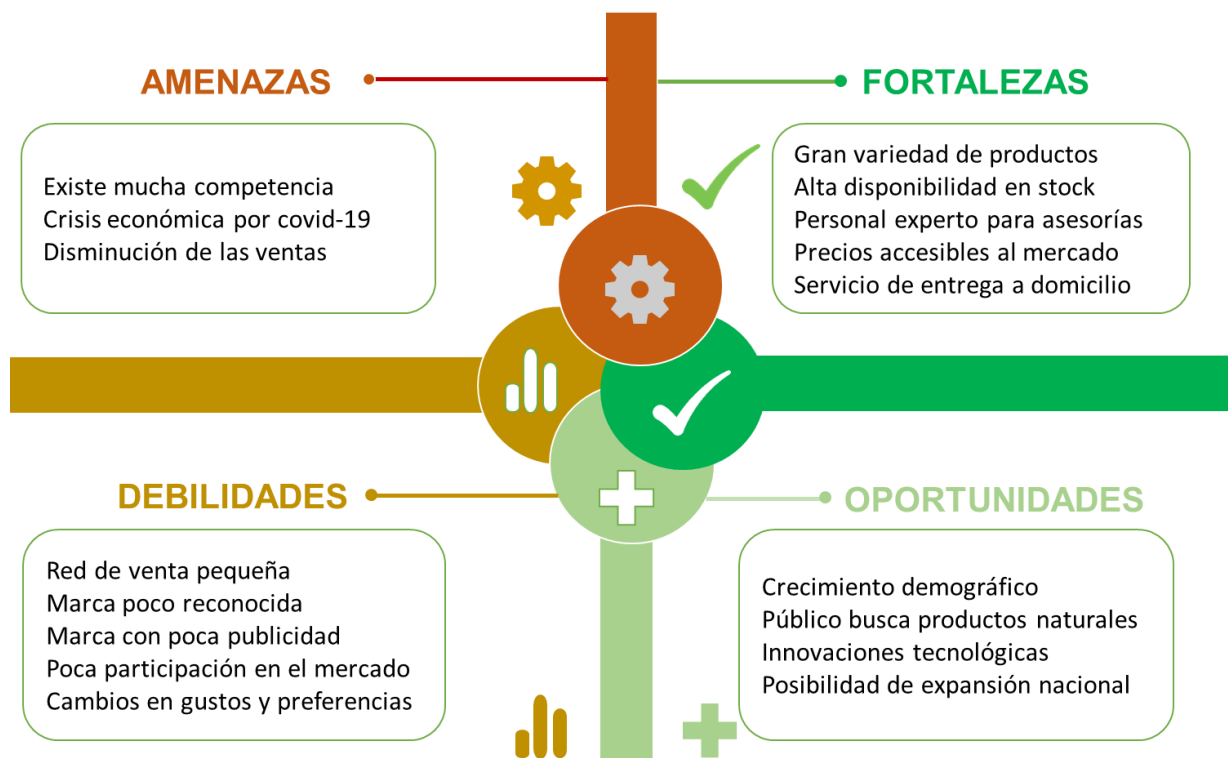 AMENAZAS
Existe mucha competencia
Crisis económica por covid-19
Disminución de las ventas
FORTALEZAS
Gran variedad de productos
Alta disponibilidad en stock
Personal experto para asesorías
Precios accesibles al mercado
Servicio de entrega a domicilio
DEBILIDADES
Red de venta pequeña
Marca poco reconocida
Marca con poca publicidad
Poca participación en el mercado
Cambios en gustos y preferencias
OPORTUNIDADES
Crecimiento demográfico
Público busca productos naturales
Innovaciones tecnológicas
Posibilidad de expansión nacional